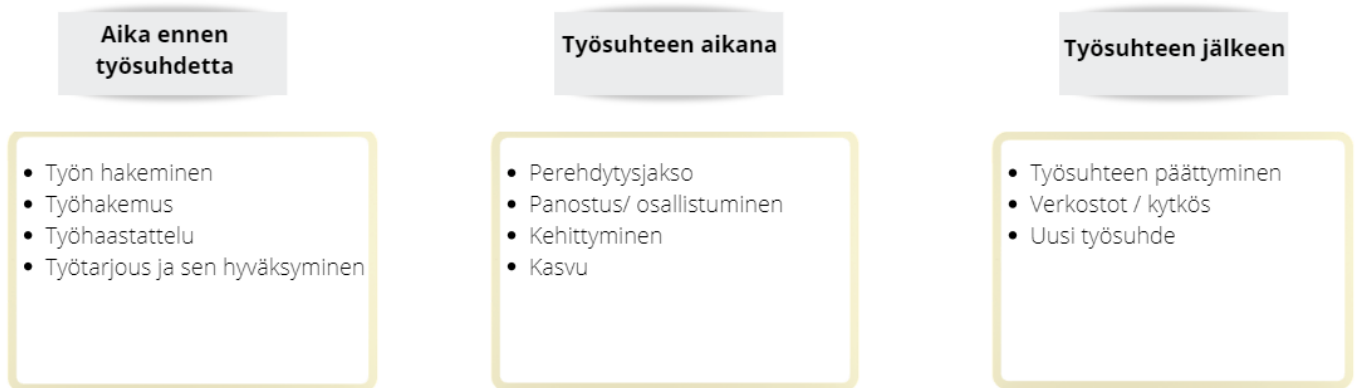 Aika ennen
työsuhdetta
Työn hakeminen
Työhakemus
Työhaastattelu
Työtarjous ja sen hyväksyminen
Työsuhteen aikana
Perehdytysjakso
Panostus/ osallistuminen
Kehittyminen
Kasvu
Työsuhteen jälkeen
Työsuhteen päättyminen
Verkostot / kytkös
Uusi työsuhde